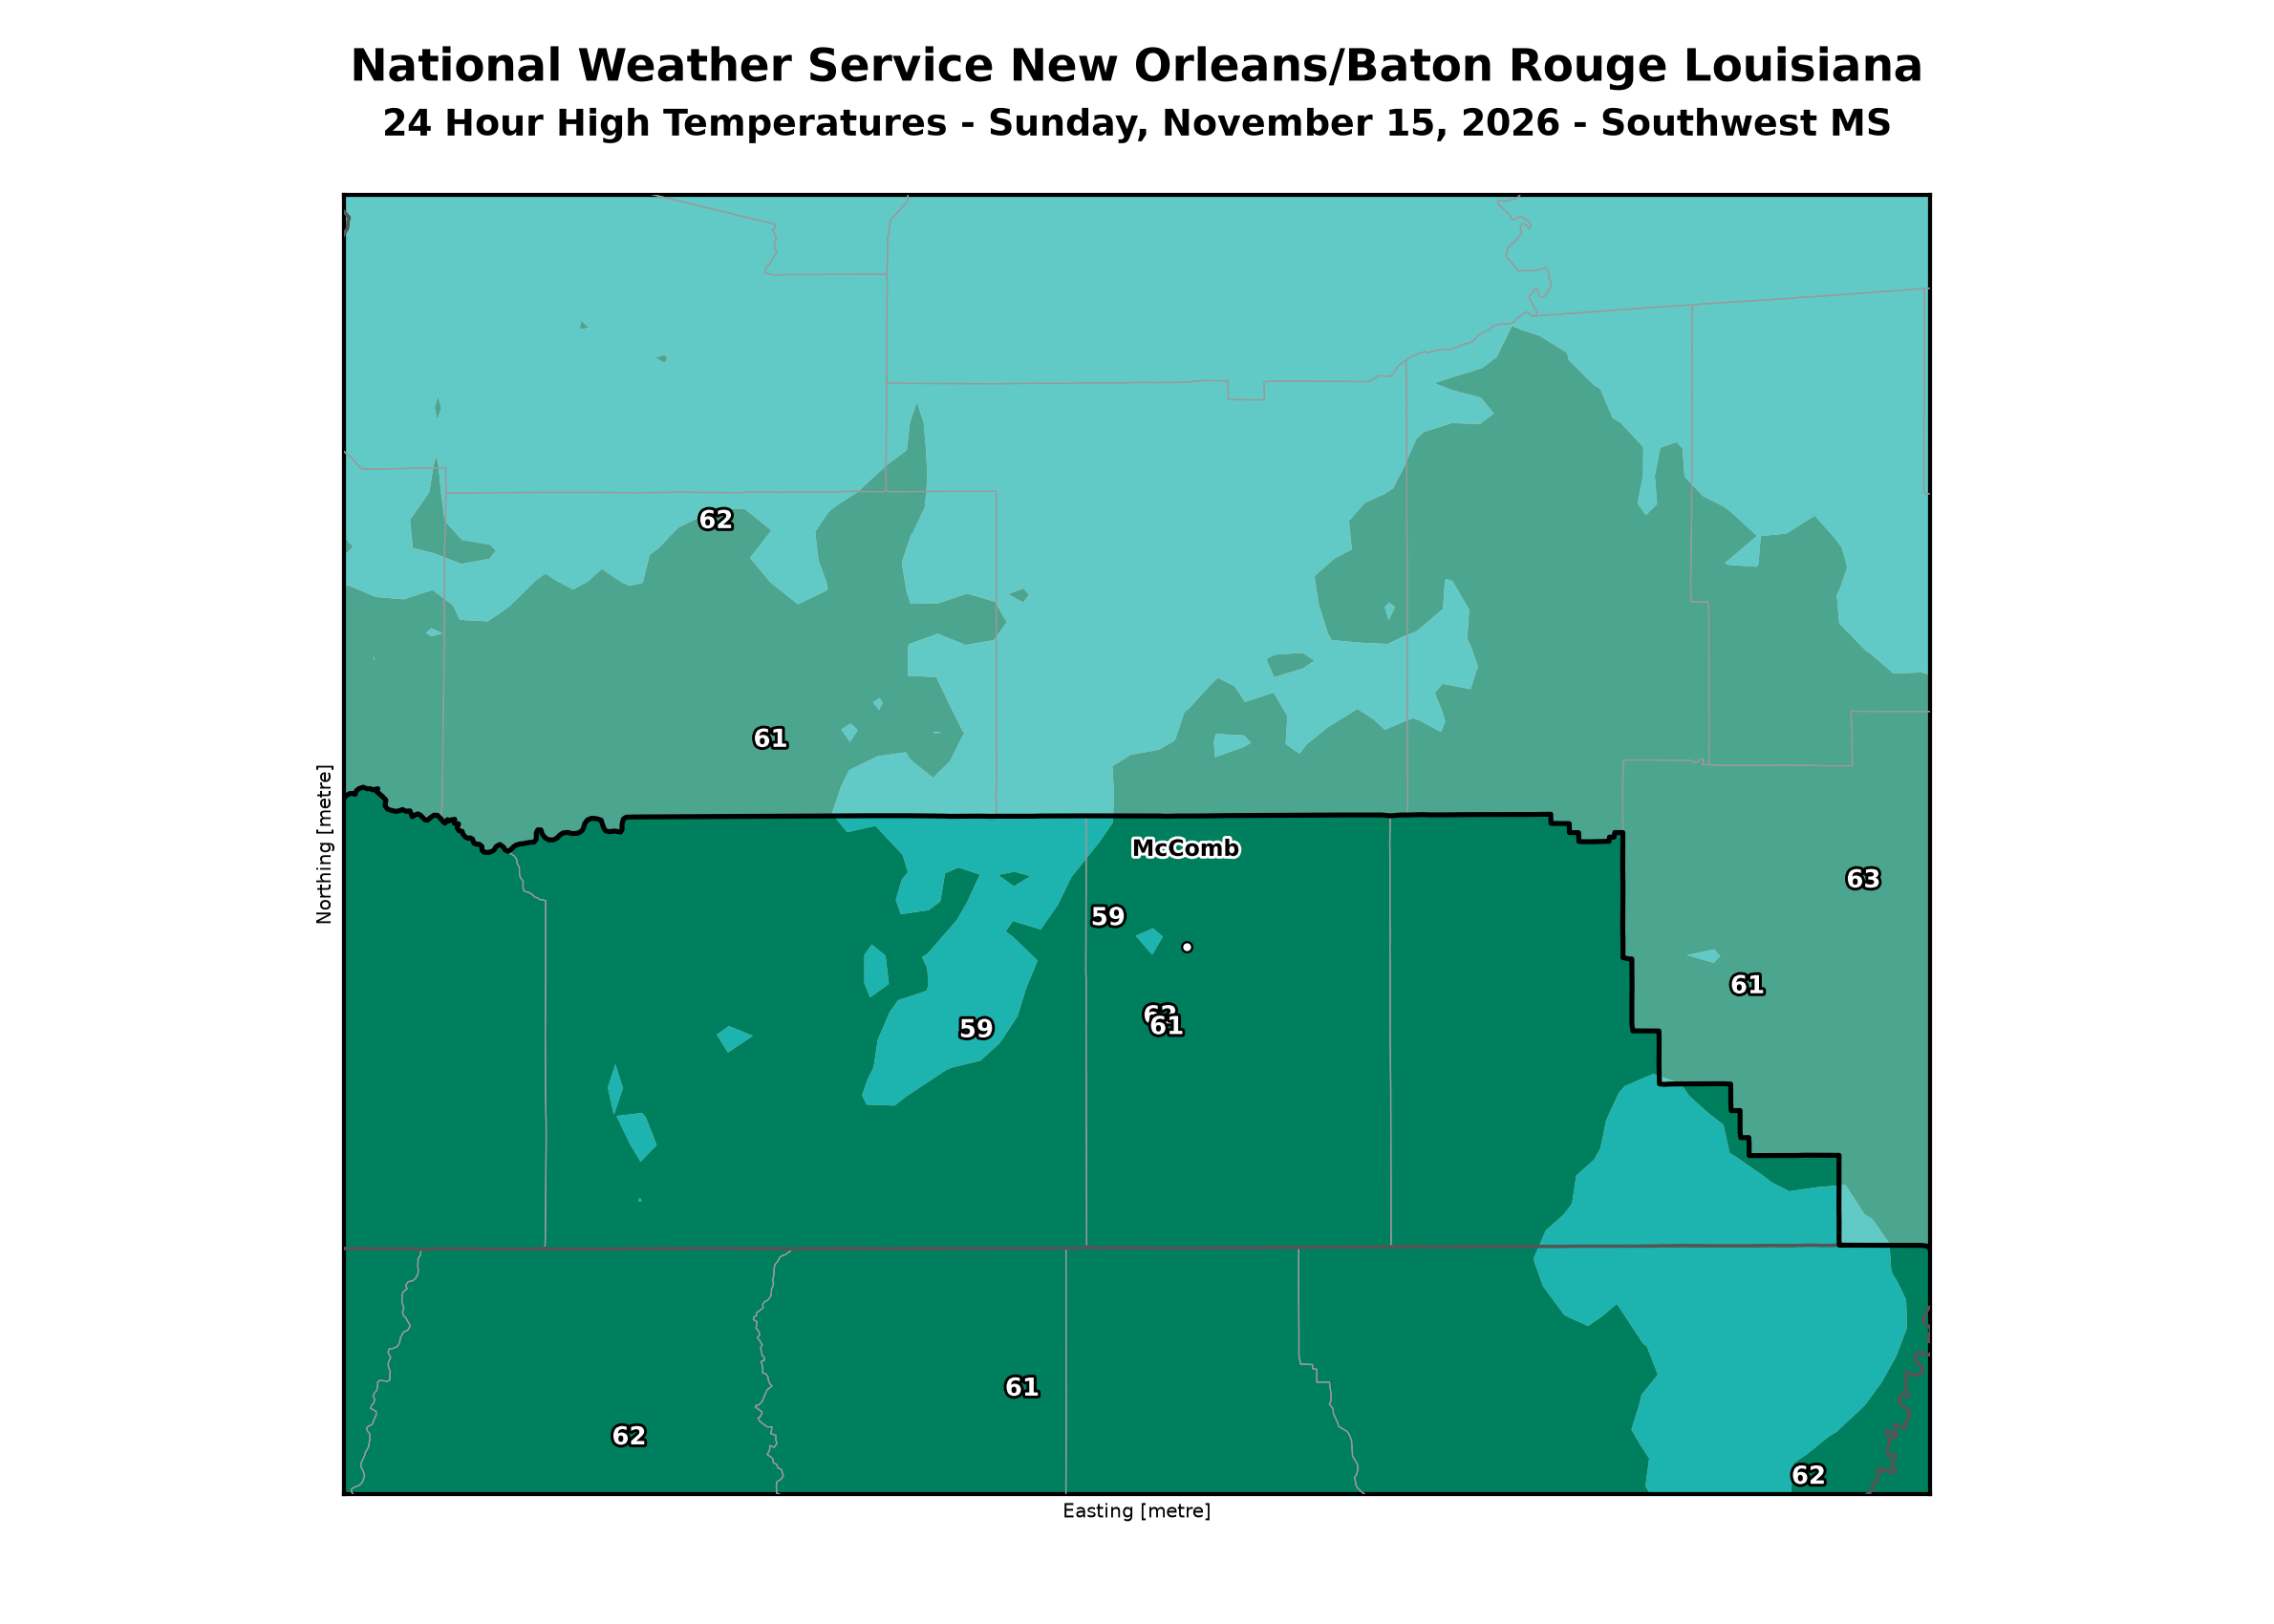 National Weather Service New Orleans/Baton Rouge Louisiana
24 Hour High Temperatures - Sunday, November 15, 2026 - Southwest MS
62
61
McComb
63
59
61
59
61
61
62
62
Northing [metre]
Easting [metre]